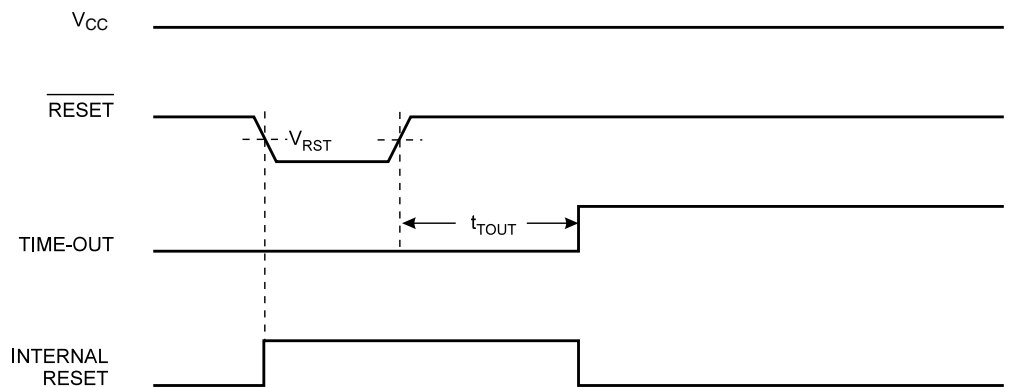 VCC
RESET
VRST
tTOUT
TIME-OUT
INTERNAL
RESET